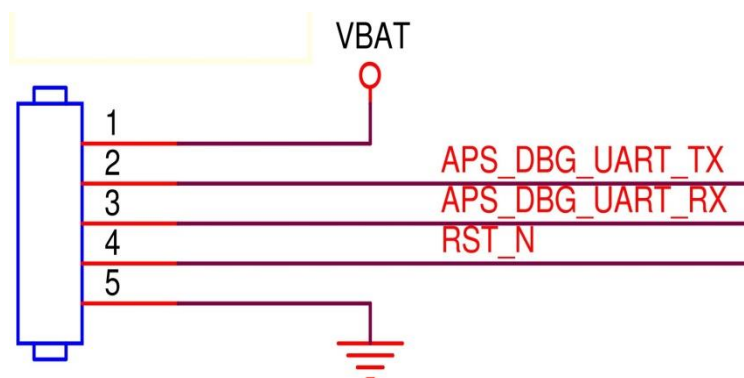 VBAT
1
2 APS_DBG_UART_TX
3 APS_DBG_UART_RX
4 RST_N
5